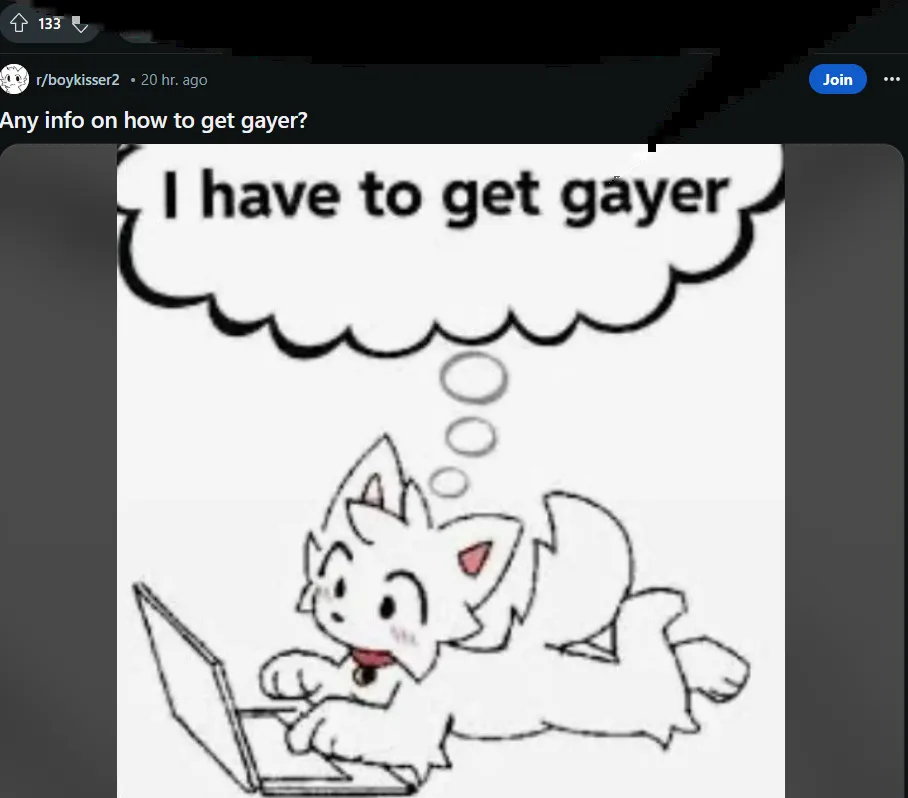 133
r/boykisser2 • 20 hr. ago
Join
Any info on how to get gayer?
I have to get gayer